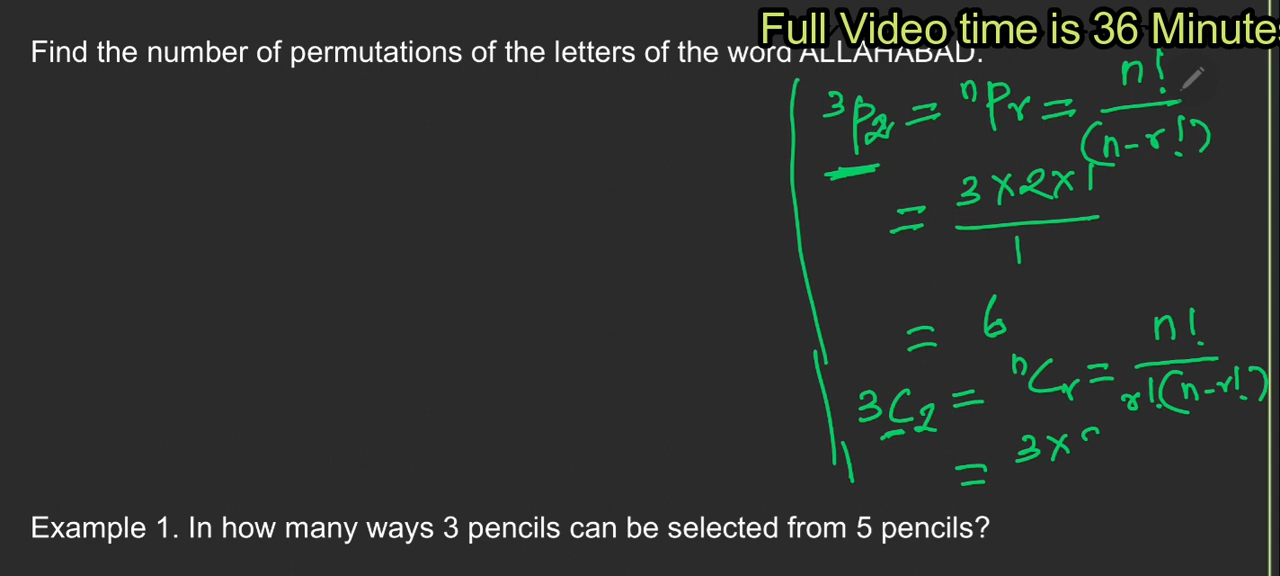 Full Video time is 36 Minute
Find the number of permutations of the letters of the word ALLAHABAD.
³P₂ = ⁿPᵣ = n! / (n-r!)
= 3×2×1 / 1
= 6
3C₂ = ⁿCᵣ = n! / r!(n-r!)
= 3×
Example 1. In how many ways 3 pencils can be selected from 5 pencils?